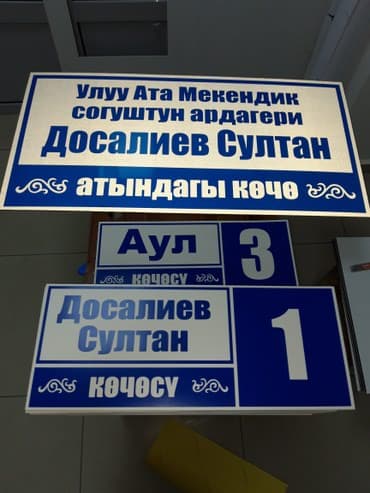 Улуу Ата Мекендик
согуштун ардагери
Досалиев Султан
атындагы көчө
Аул
көчөсү
3
Досалиев
Султан
көчөсү
1